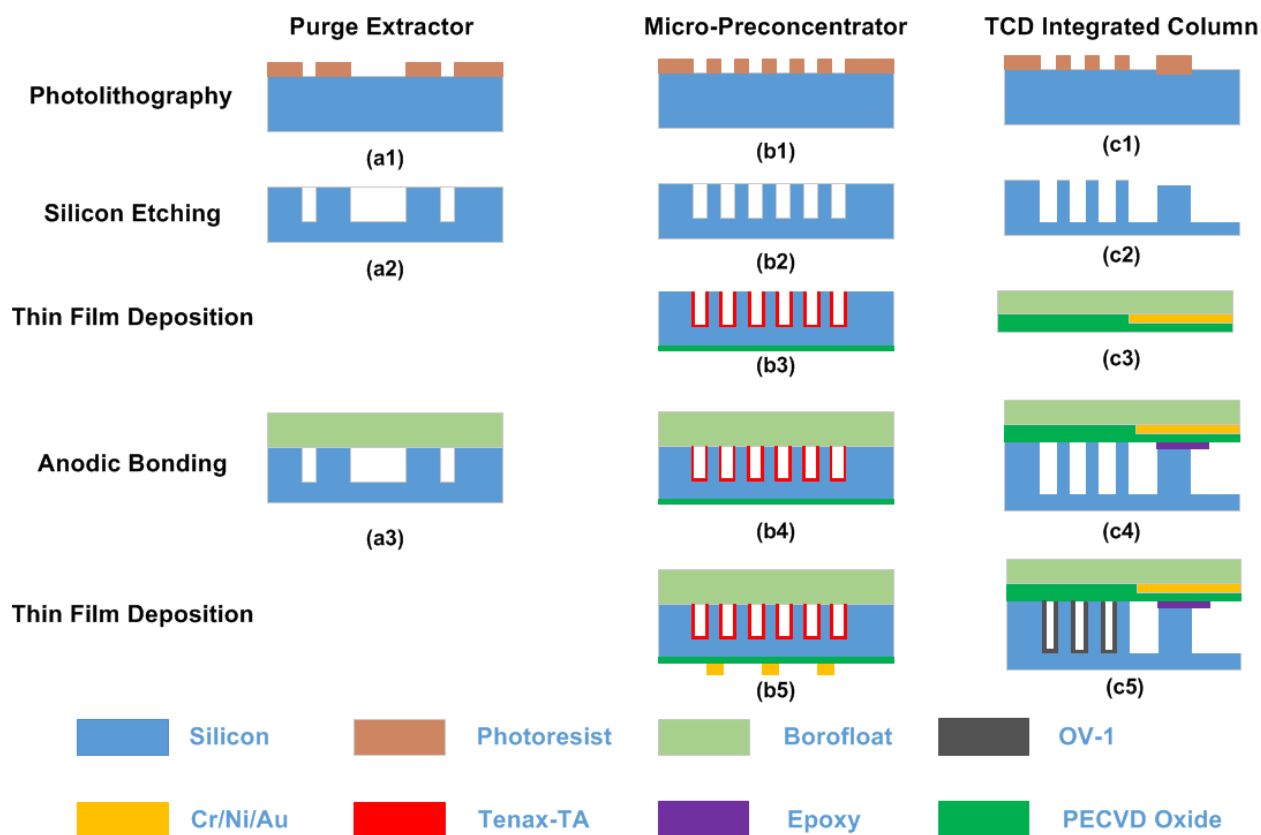 Purge Extractor Micro-Preconcentrator TCD Integrated Column
Photolithography
(a1) (b1) (c1)
Silicon Etching
(a2) (b2) (c2)
Thin Film Deposition
(b3) (c3)
Anodic Bonding
(a3) (b4) (c4)
Thin Film Deposition
(b5) (c5)
Silicon Photoresist Borofloat OV-1
Cr/Ni/Au Tenax-TA Epoxy PECVD Oxide